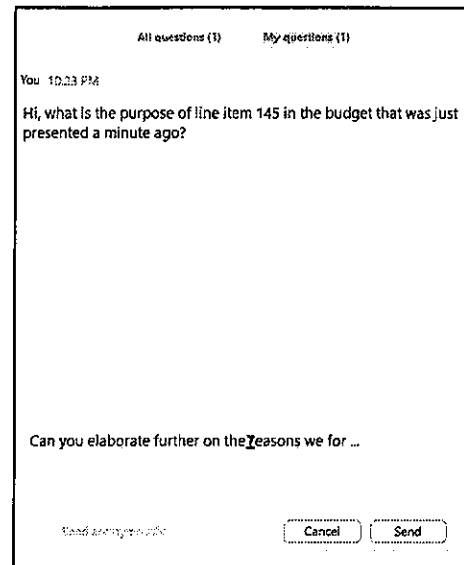 All questions (1) My questions (1)
You 10:23 PM
Hi, what is the purpose of line item 145 in the budget that was just
presented a minute ago?
Can you elaborate further on the reasons we for ...
Send anonymously
Cancel Send